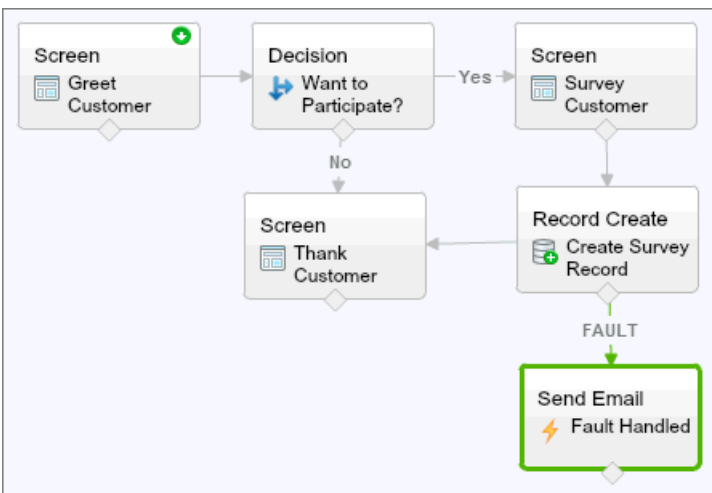 Screen
Greet
Customer
Decision
Want to
Participate?
Yes
Screen
Survey
Customer
No
Screen
Thank
Customer
Record Create
Create Survey
Record
FAULT
Send Email
Fault Handled